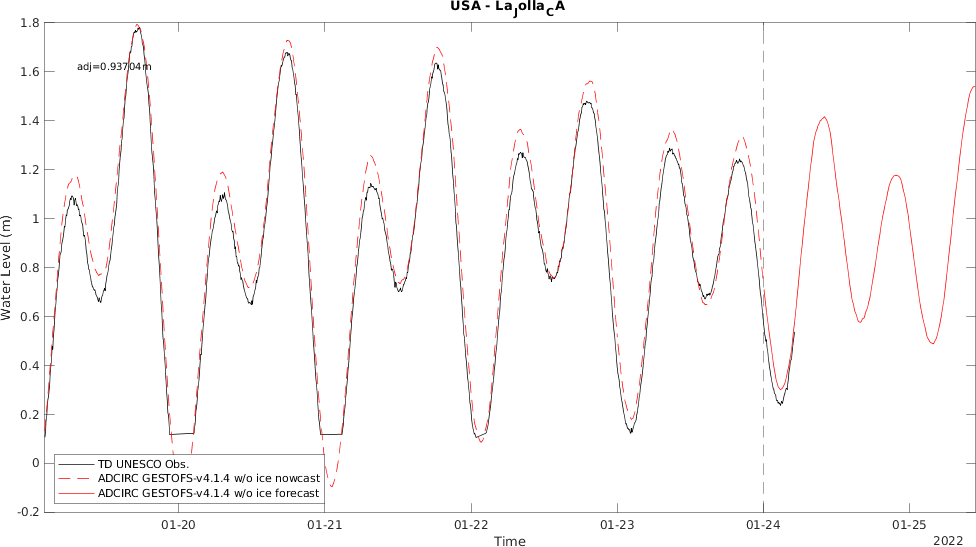 USA - LaJollaCA
adj=0.93704m
Water Level (m)
1.8
1.6
1.4
1.2
1
0.8
0.6
0.4
0.2
0
-0.2
TD UNESCO Obs.
ADCIRC GESTOFS-v4.1.4 w/o ice nowcast
ADCIRC GESTOFS-v4.1.4 w/o ice forecast
01-20 01-21 01-22 01-23 01-24 01-25
Time
2022